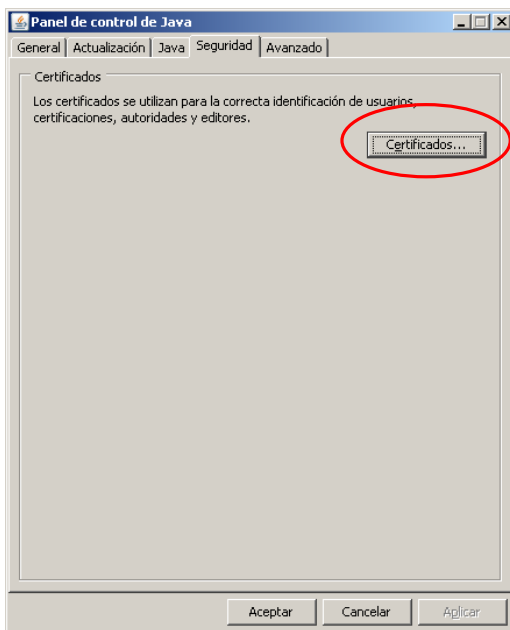 Panel de control de Java
General Actualización Java Seguridad Avanzado
Certificados
Los certificados se utilizan para la correcta identificación de usuarios,
certificaciones, autoridades y editores.
Certificados...
Aceptar Cancelar Aplicar